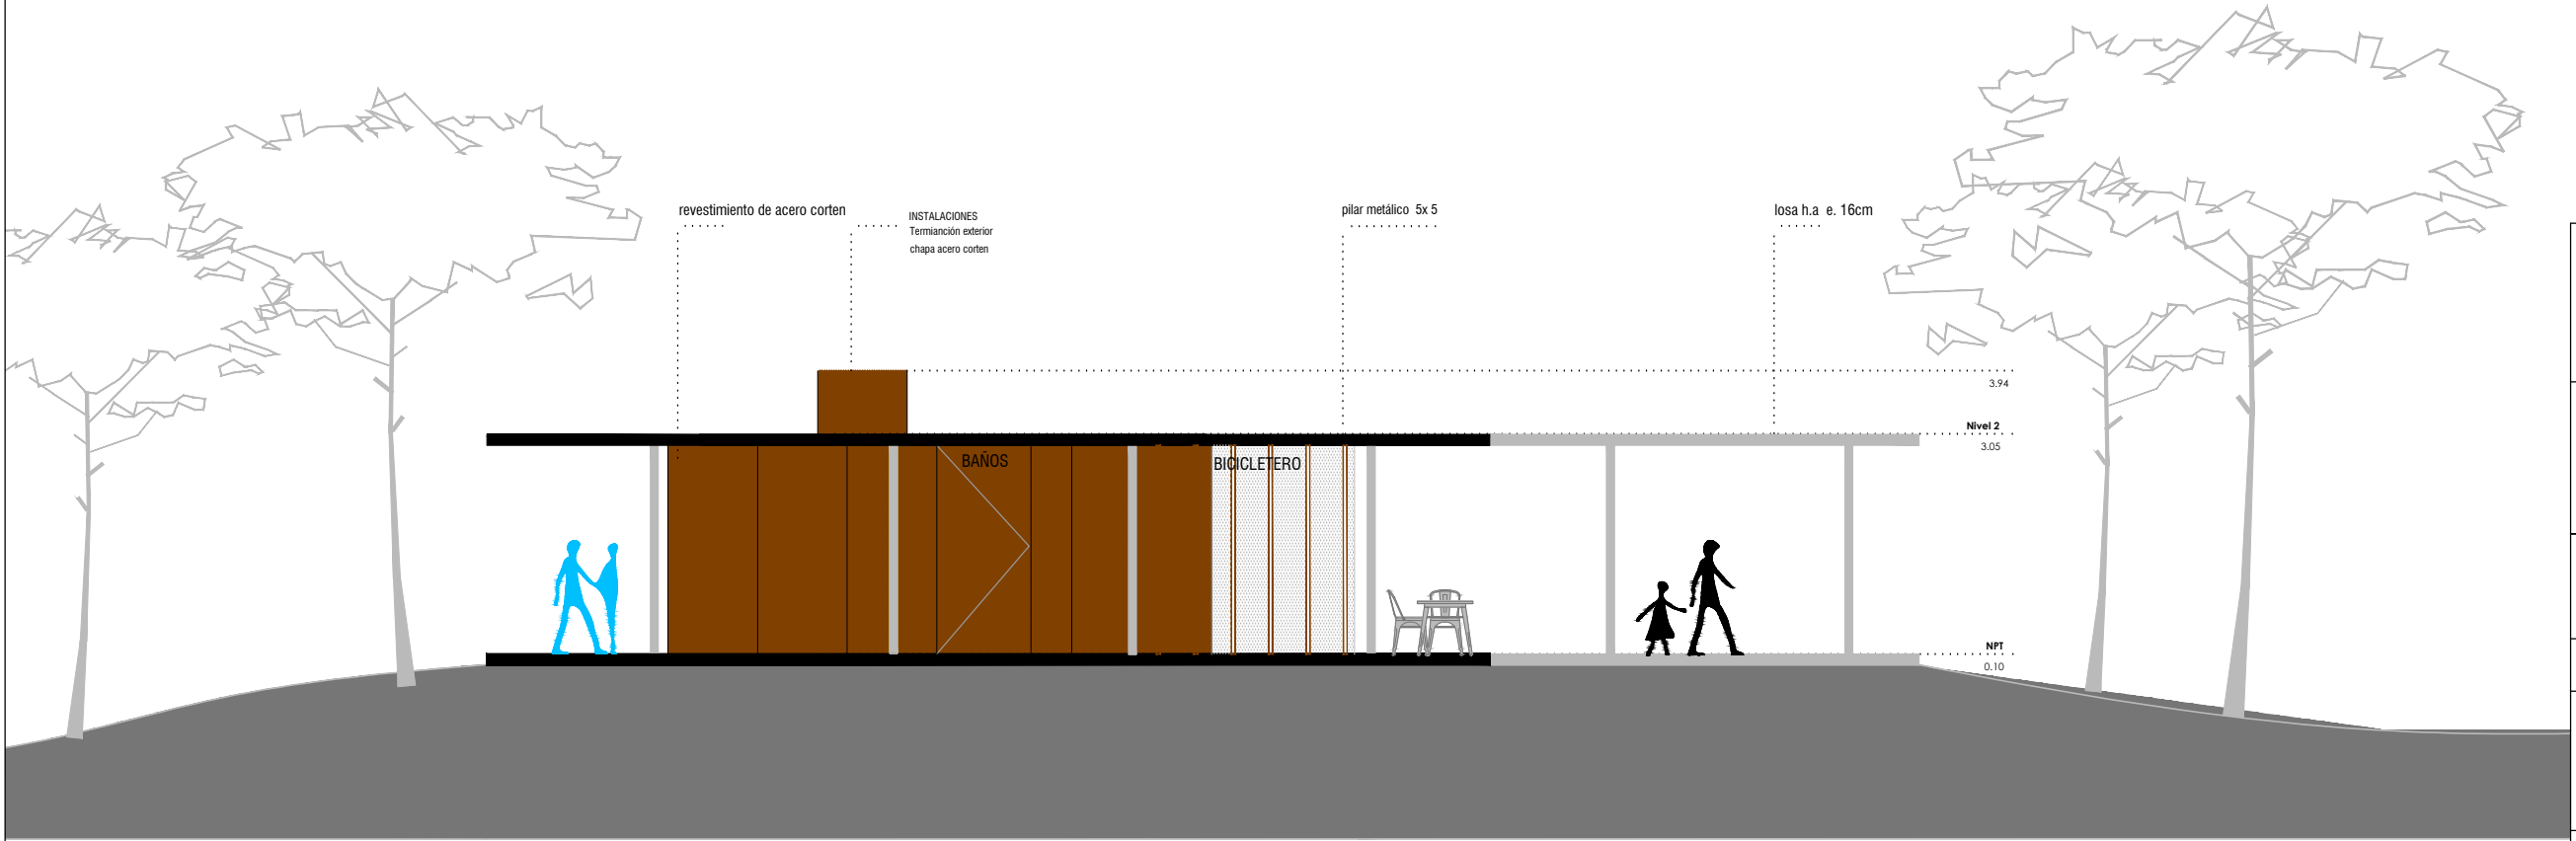 revestimiento de acero corten
INSTALACIONES
Termianción exterior
chapa acero corten
pilar metálico 5x 5
losa h.a e. 16cm
3.94
Nivel 2
3.05
BAÑOS
BICICLETERO
NPT
0.10